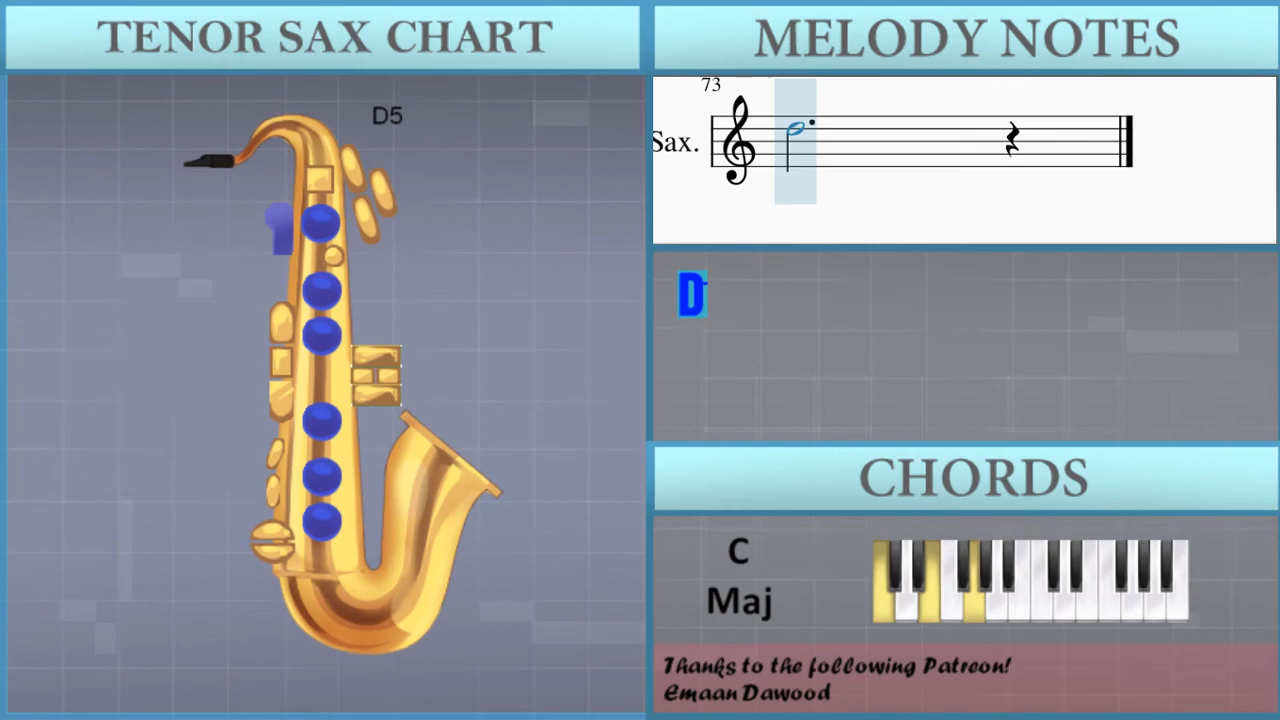 TENOR SAX CHART
MELODY NOTES
D5
73
Sax.
D
CHORDS
C
Maj
Thanks to the following Patreon!
Emaan Dawood